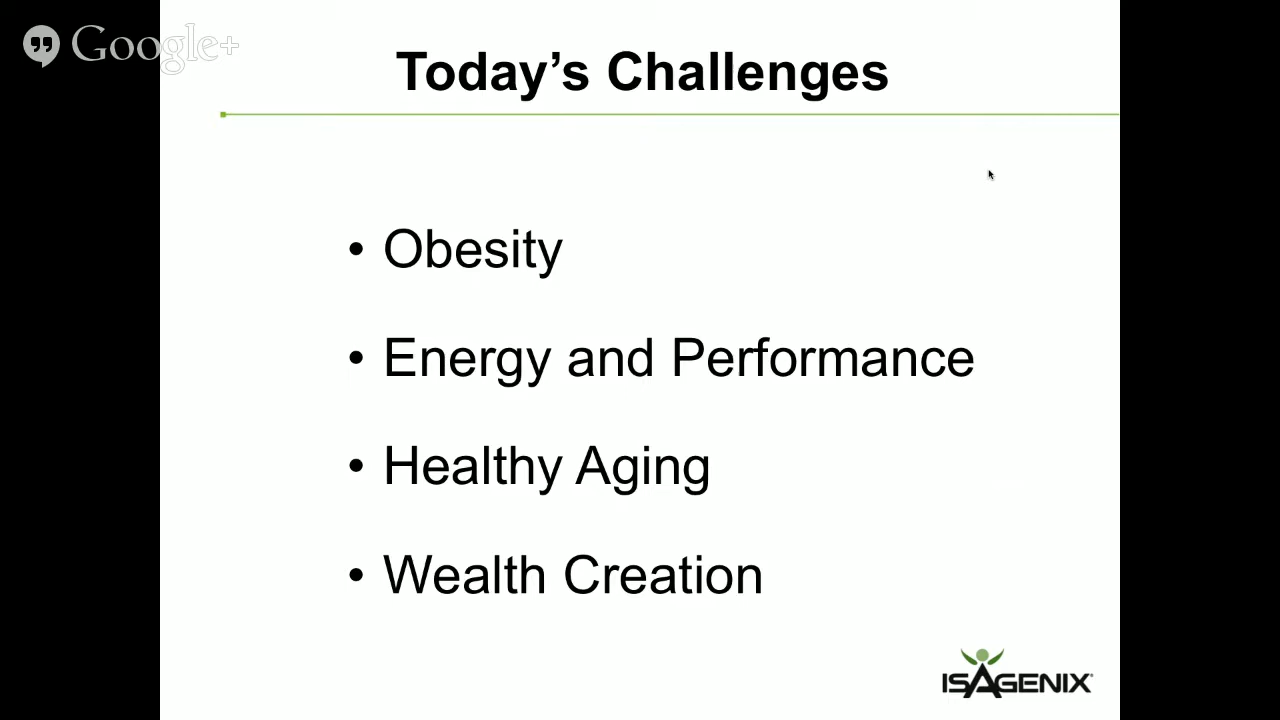 Google+
Today’s Challenges
• Obesity
• Energy and Performance
• Healthy Aging
• Wealth Creation
ISAGENIX